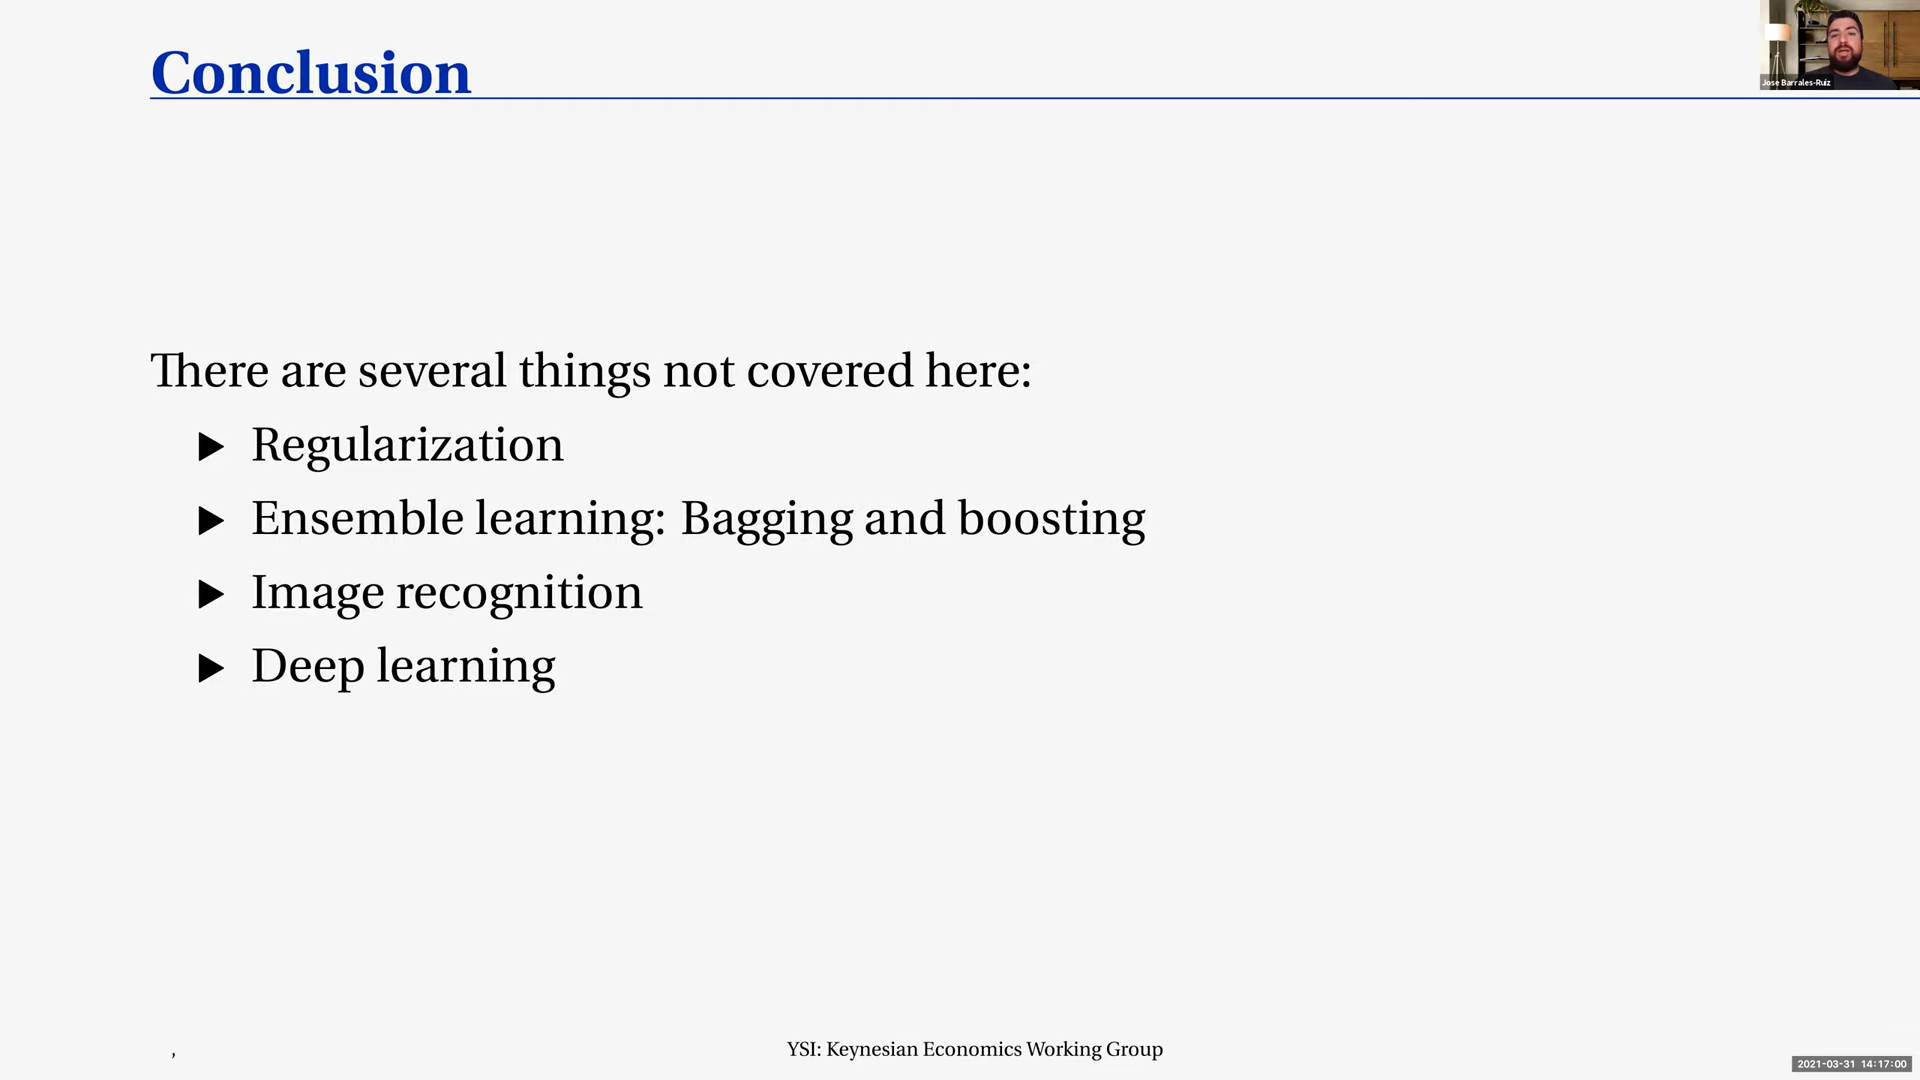 Conclusion
Jose Barrales-Ruiz
There are several things not covered here:
Regularization
Ensemble learning: Bagging and boosting
Image recognition
Deep learning
,
YSI: Keynesian Economics Working Group
2021-03-31 14:17:00